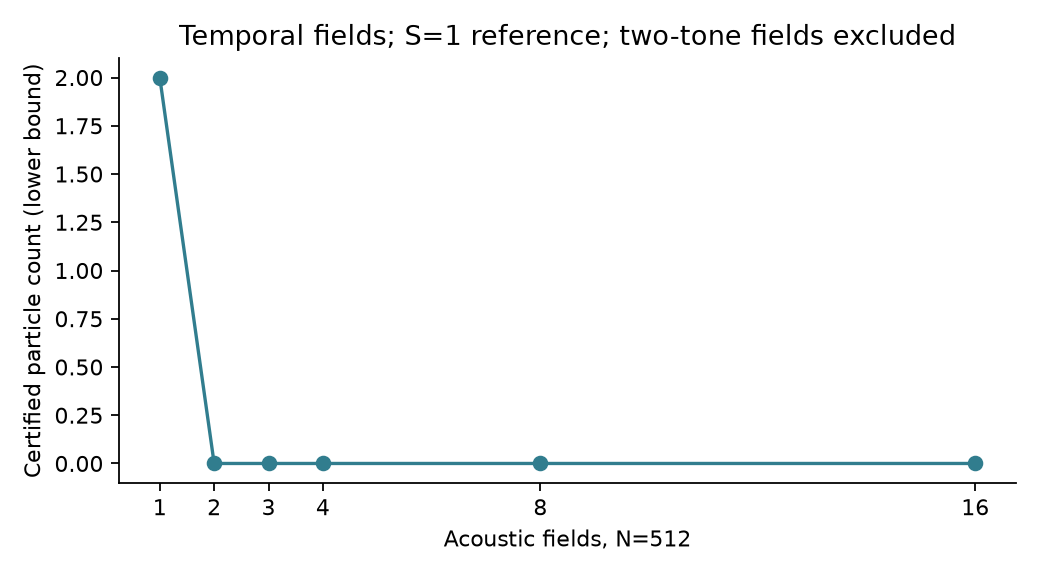 Temporal fields; S=1 reference; two-tone fields excluded
Certified particle count (lower bound)
2.00
1.75
1.50
1.25
1.00
0.75
0.50
0.25
0.00
1 2 3 4 8 16
Acoustic fields, N=512